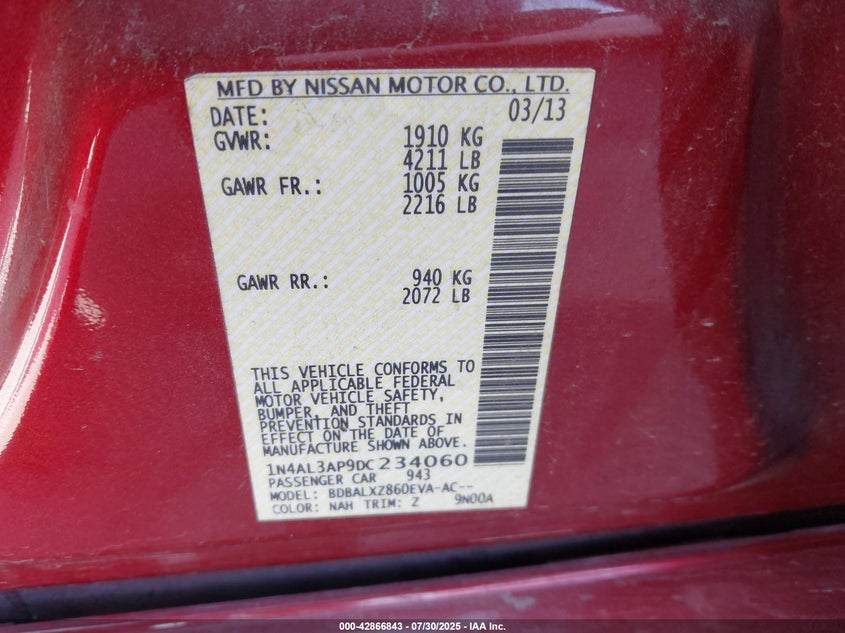 MFD BY NISSAN MOTOR CO., LTD.
DATE: 03/13
GVWR: 1910 KG
4211 LB
GAWR FR.: 1005 KG
2216 LB
GAWR RR.: 940 KG
2072 LB
THIS VEHICLE CONFORMS TO
ALL APPLICABLE FEDERAL
MOTOR VEHICLE SAFETY,
BUMPER, AND THEFT
PREVENTION STANDARDS IN
EFFECT ON THE DATE OF
MANUFACTURE SHOWN ABOVE.
1N4AL3AP9DC234060
PASSENGER CAR 943
MODEL: BDBALXZ860EVA-AC--
COLOR: NAH TRIM: Z 9N00A
000-42866843 / 07/30/2025 - IAA Inc.